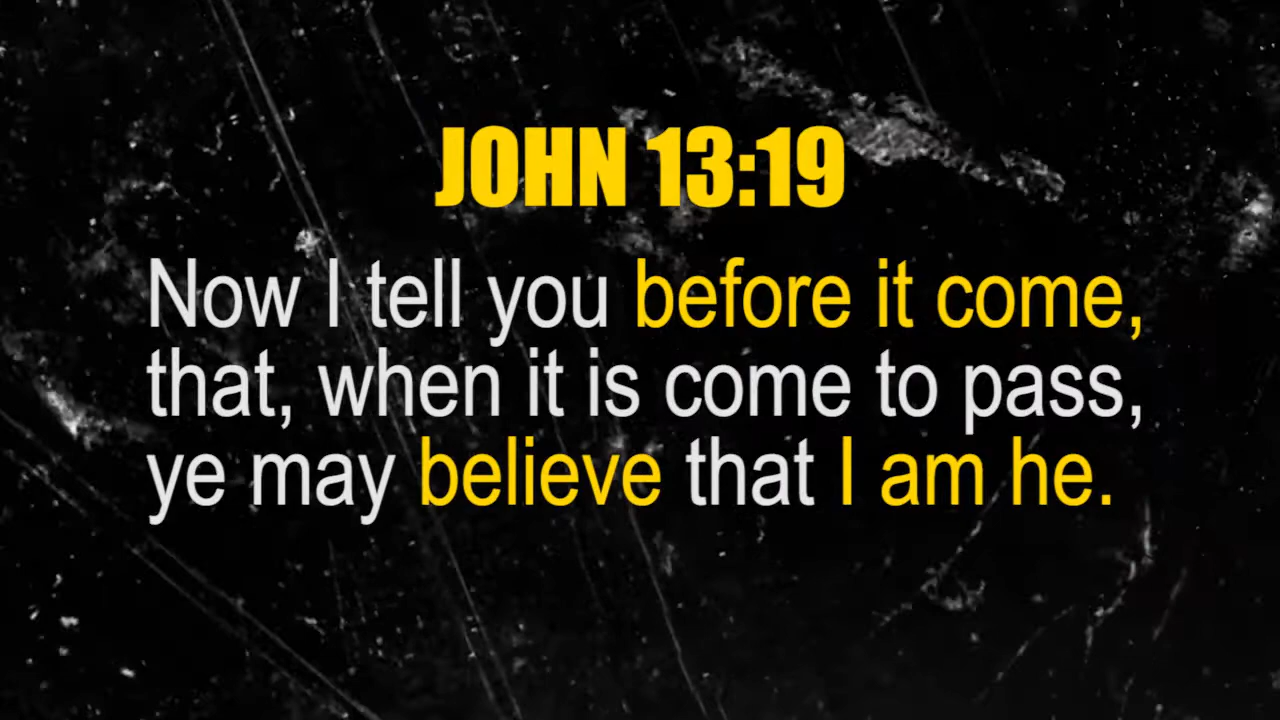 JOHN 13:19
Now I tell you before it come,
that, when it is come to pass,
ye may believe that I am he.